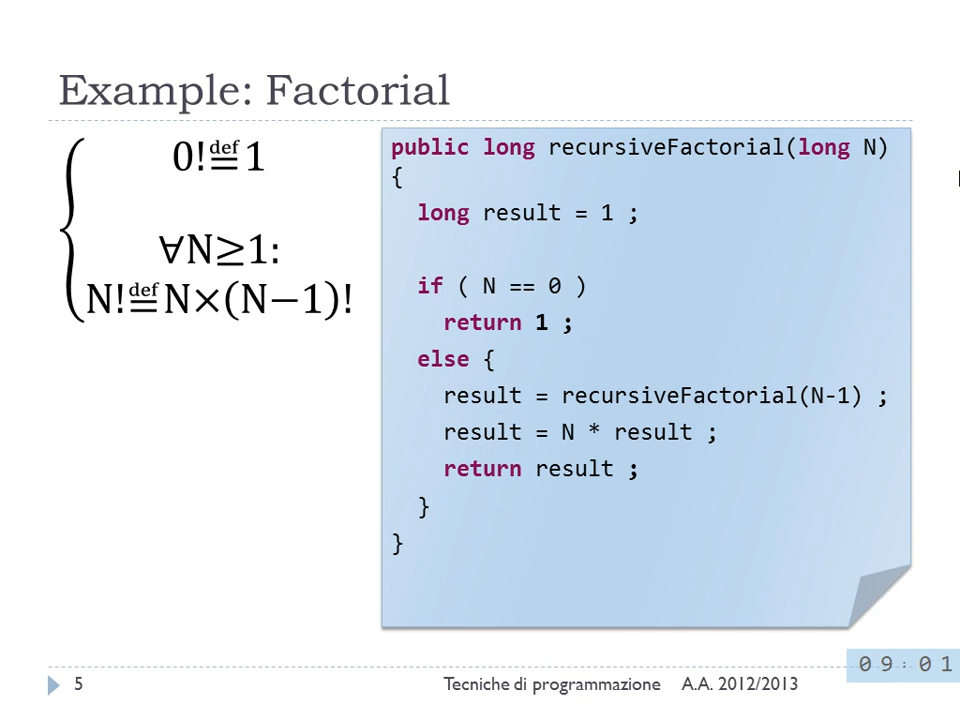 Example: Factorial
0!≝1
∀N≥1:
N!≝N×(N−1)!
public long recursiveFactorial(long N)
{
long result = 1 ;
if ( N == 0 )
return 1 ;
else {
result = recursiveFactorial(N-1) ;
result = N * result ;
return result ;
}
}
5 Tecniche di programmazione A.A. 2012/2013
09:01